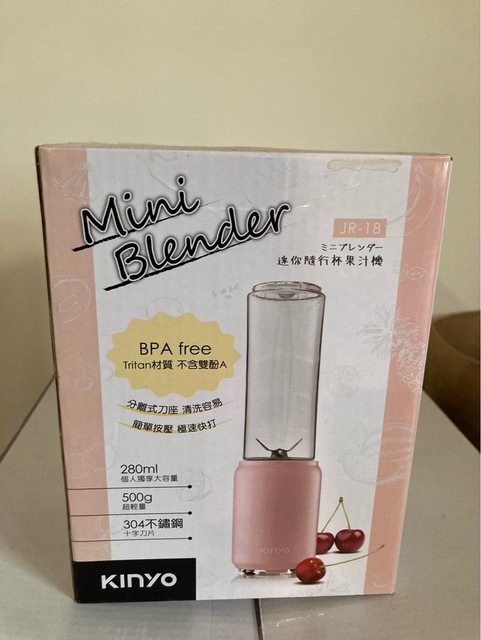 Mini
Blender
JR-18
ミニブレンダー
迷你隨行杯果汁機
BPA free
Tritan材質 不含雙酚A
分離式刀座 清洗容易
簡單按壓 極速快打
280ml
個人獨享大容量
500g
超輕量
304不鏽鋼
十字刀片
KINYO
KINYO